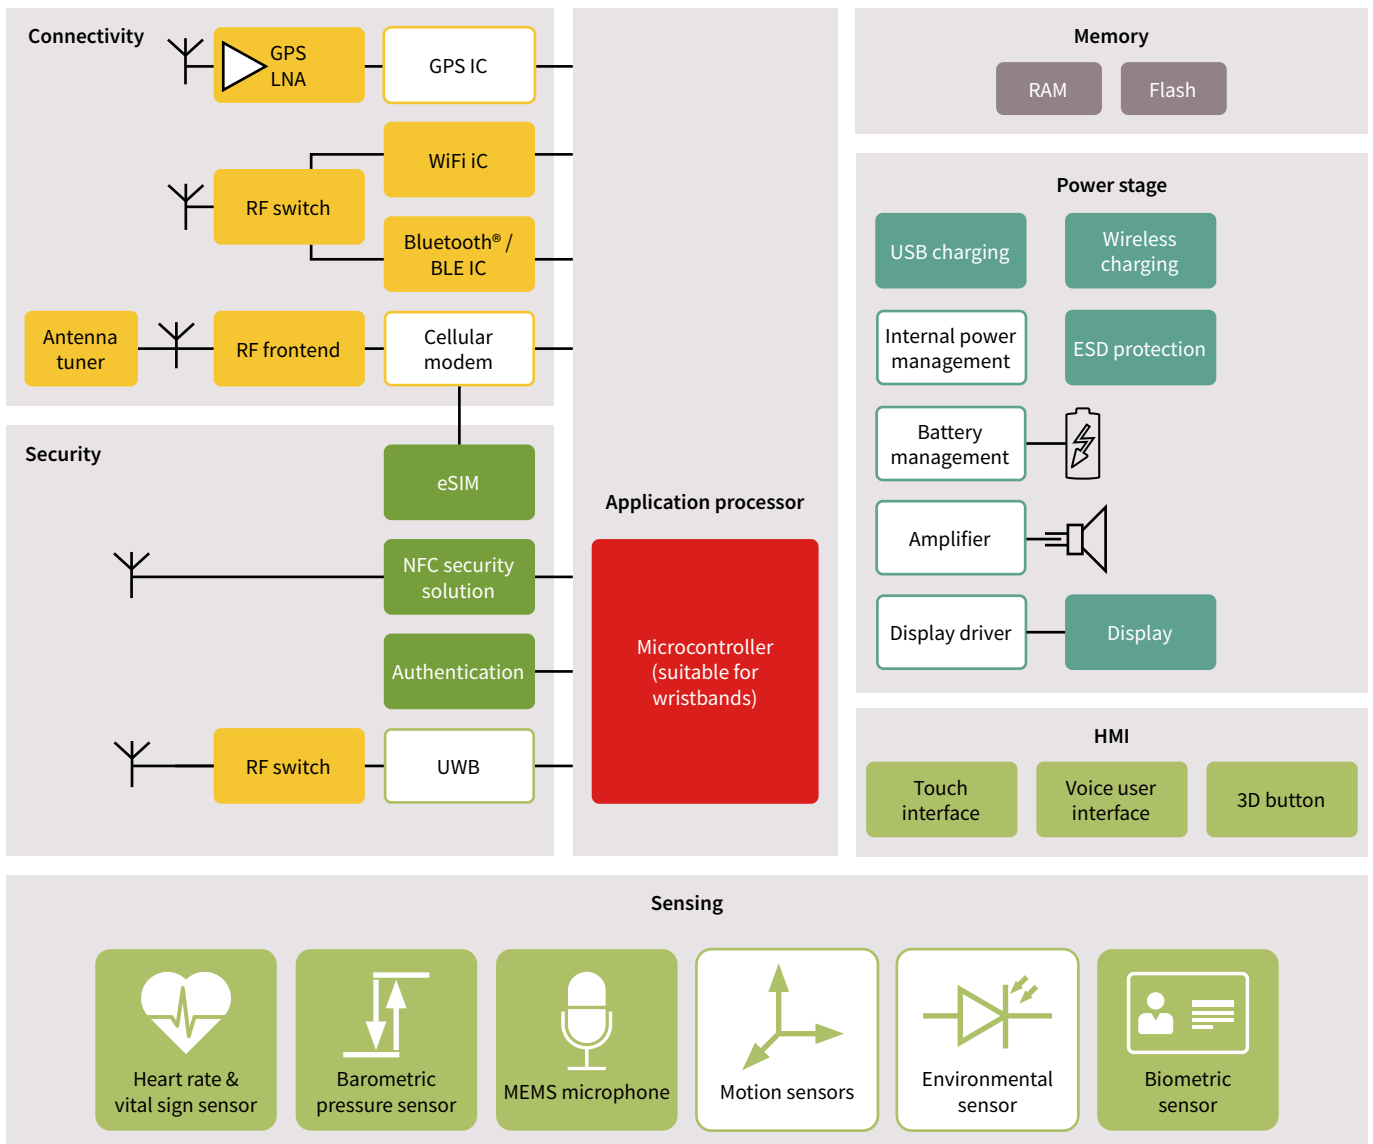 Connectivity
GPS
LNA
GPS IC
WiFi iC
RF switch
Bluetooth® /
BLE IC
Antenna
tuner
RF frontend
Cellular
modem
Security
eSIM
NFC security
solution
Authentication
RF switch
UWB
Application processor
Microcontroller
(suitable for
wristbands)
Memory
RAM
Flash
Power stage
USB charging
Wireless
charging
Internal power
management
ESD protection
Battery
management
Amplifier
Display driver
Display
HMI
Touch
interface
Voice user
interface
3D button
Sensing
Heart rate &
vital sign sensor
Barometric
pressure sensor
MEMS microphone
Motion sensors
Environmental
sensor
Biometric
sensor